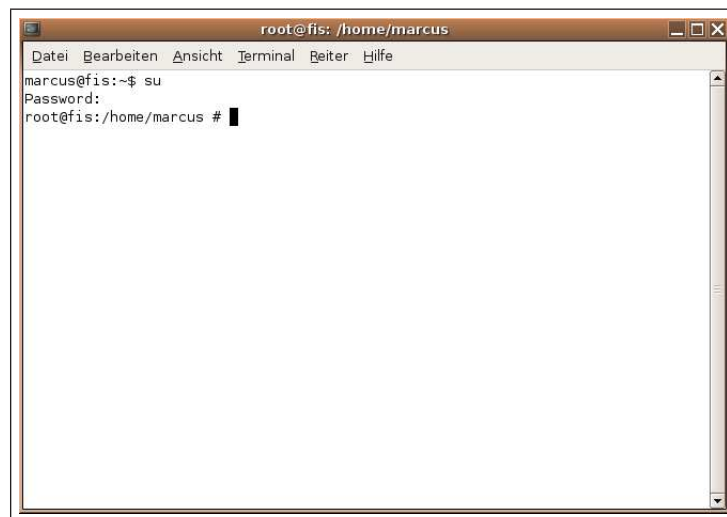 root@fis: /home/marcus
Datei Bearbeiten Ansicht Terminal Reiter Hilfe
marcus@fis:~$ su
Password:
root@fis:/home/marcus #